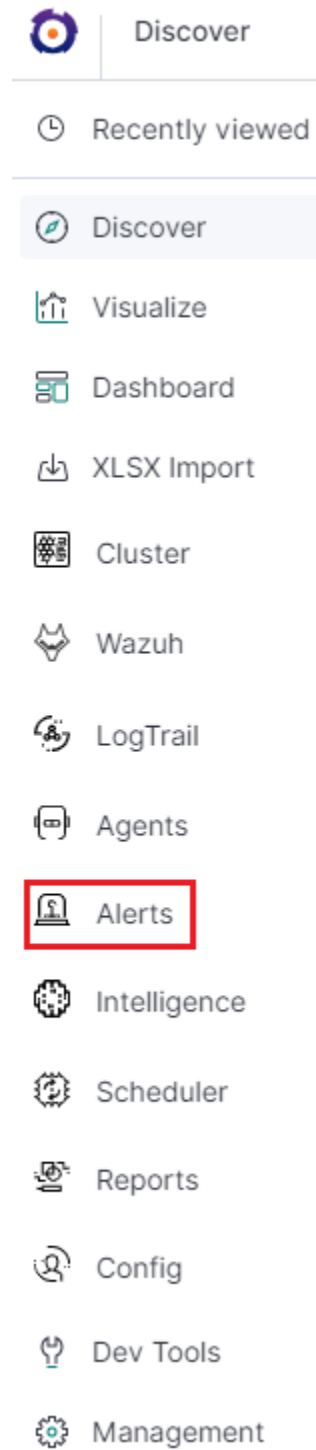 Discover
Recently viewed
Discover
Visualize
Dashboard
XLSX Import
Cluster
Wazuh
LogTrail
Agents
Alerts
Intelligence
Scheduler
Reports
Config
Dev Tools
Management